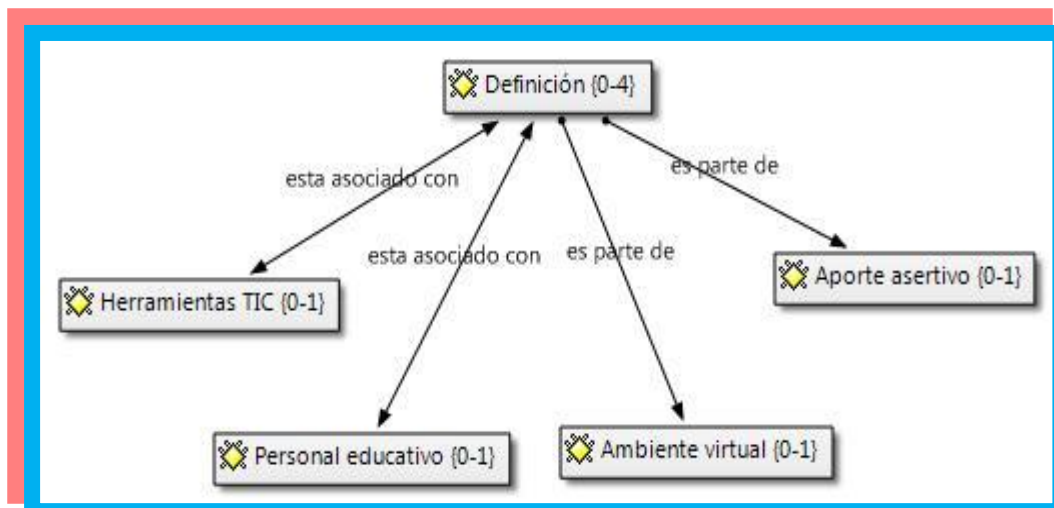 Definición {0-4}
esta asociado con
es parte de
esta asociado con
es parte de
Aporte asertivo {0-1}
Herramientas TIC {0-1}
Personal educativo {0-1}
Ambiente virtual {0-1}